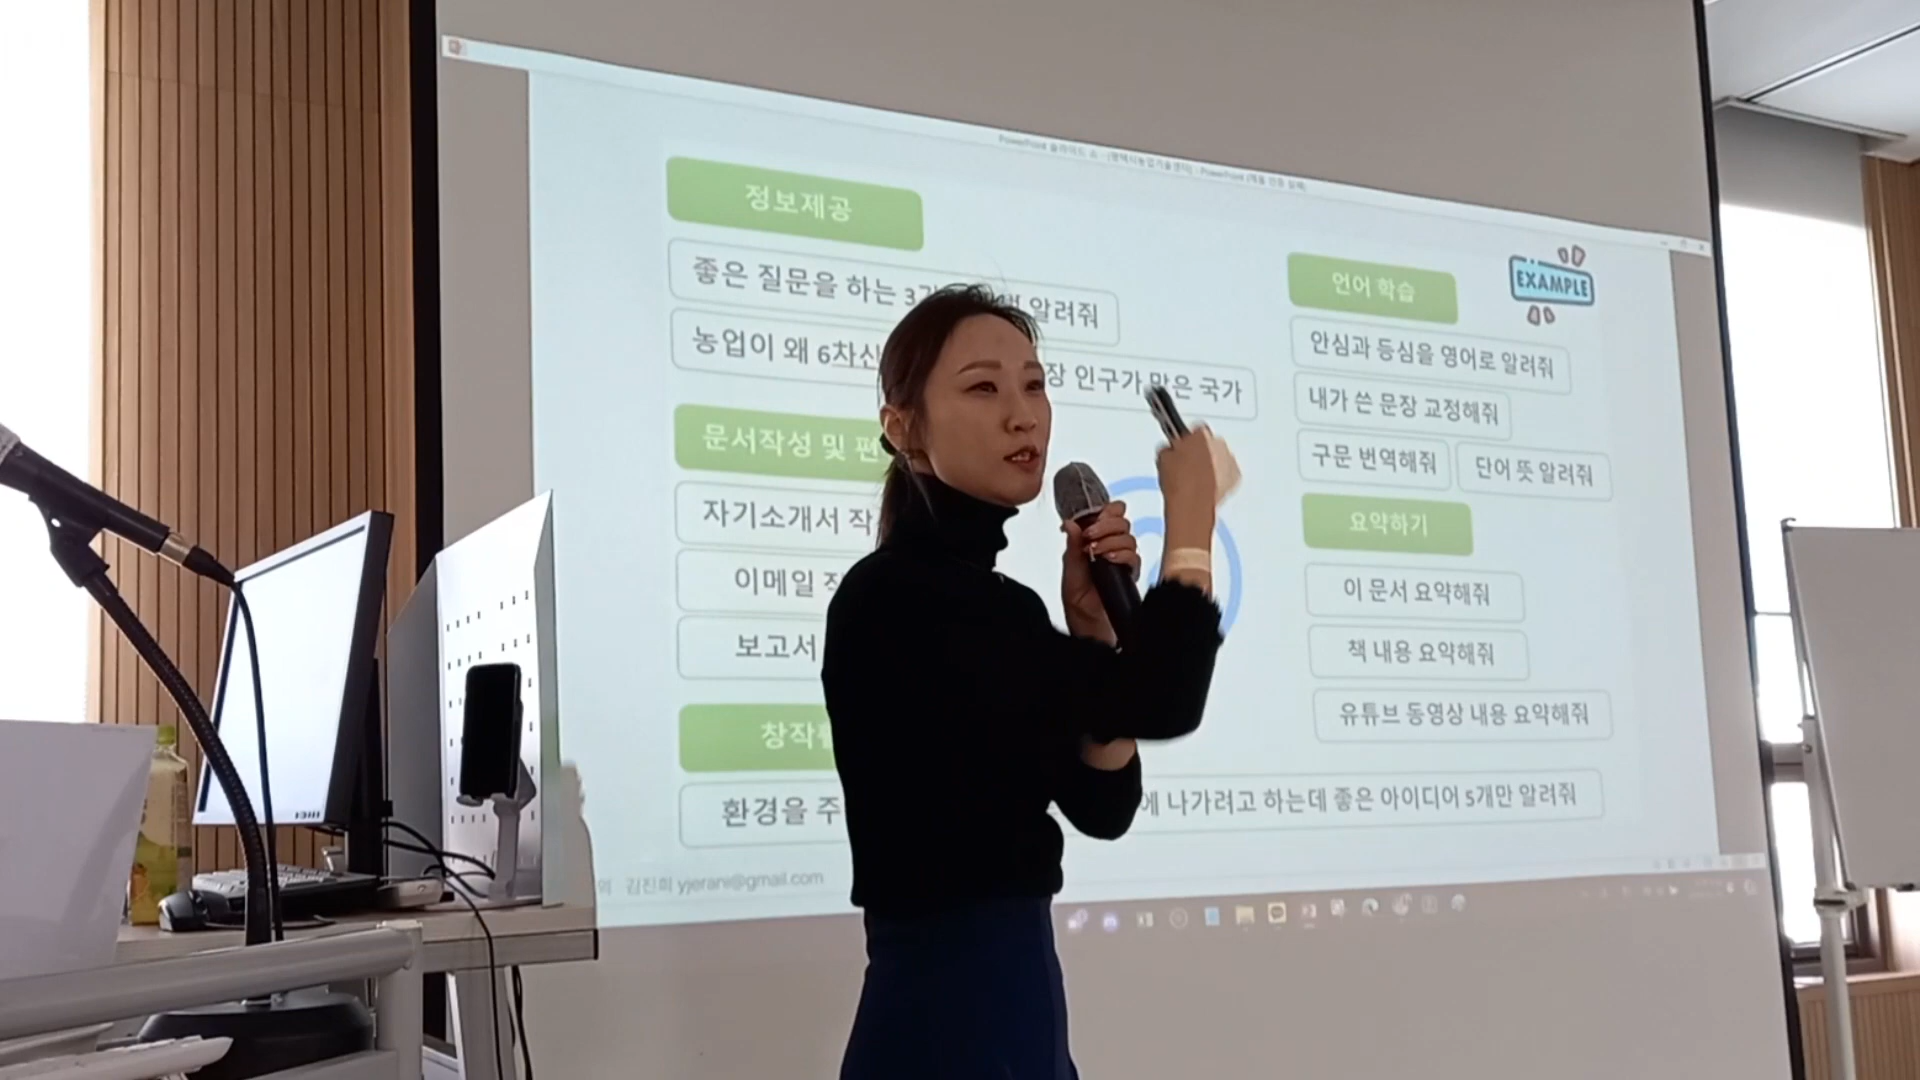 정보제공
좋은 질문을 하는 3가 알려줘
농업이 왜 6차산
장 인구가 많은 국가
문서작성 및 편
자기소개서 작
이메일
보고서
창작활
환경을 주
에 나가려고 하는데 좋은 아이디어 5개만 알려줘
언어 학습
EXAMPLE
안심과 등심을 영어로 알려줘
내가 쓴 문장 교정해줘
구문 번역해줘
단어 뜻 알려줘
요약하기
이 문서 요약해줘
책 내용 요약해줘
유튜브 동영상 내용 요약해줘
김진희 yjerani@gmail.com